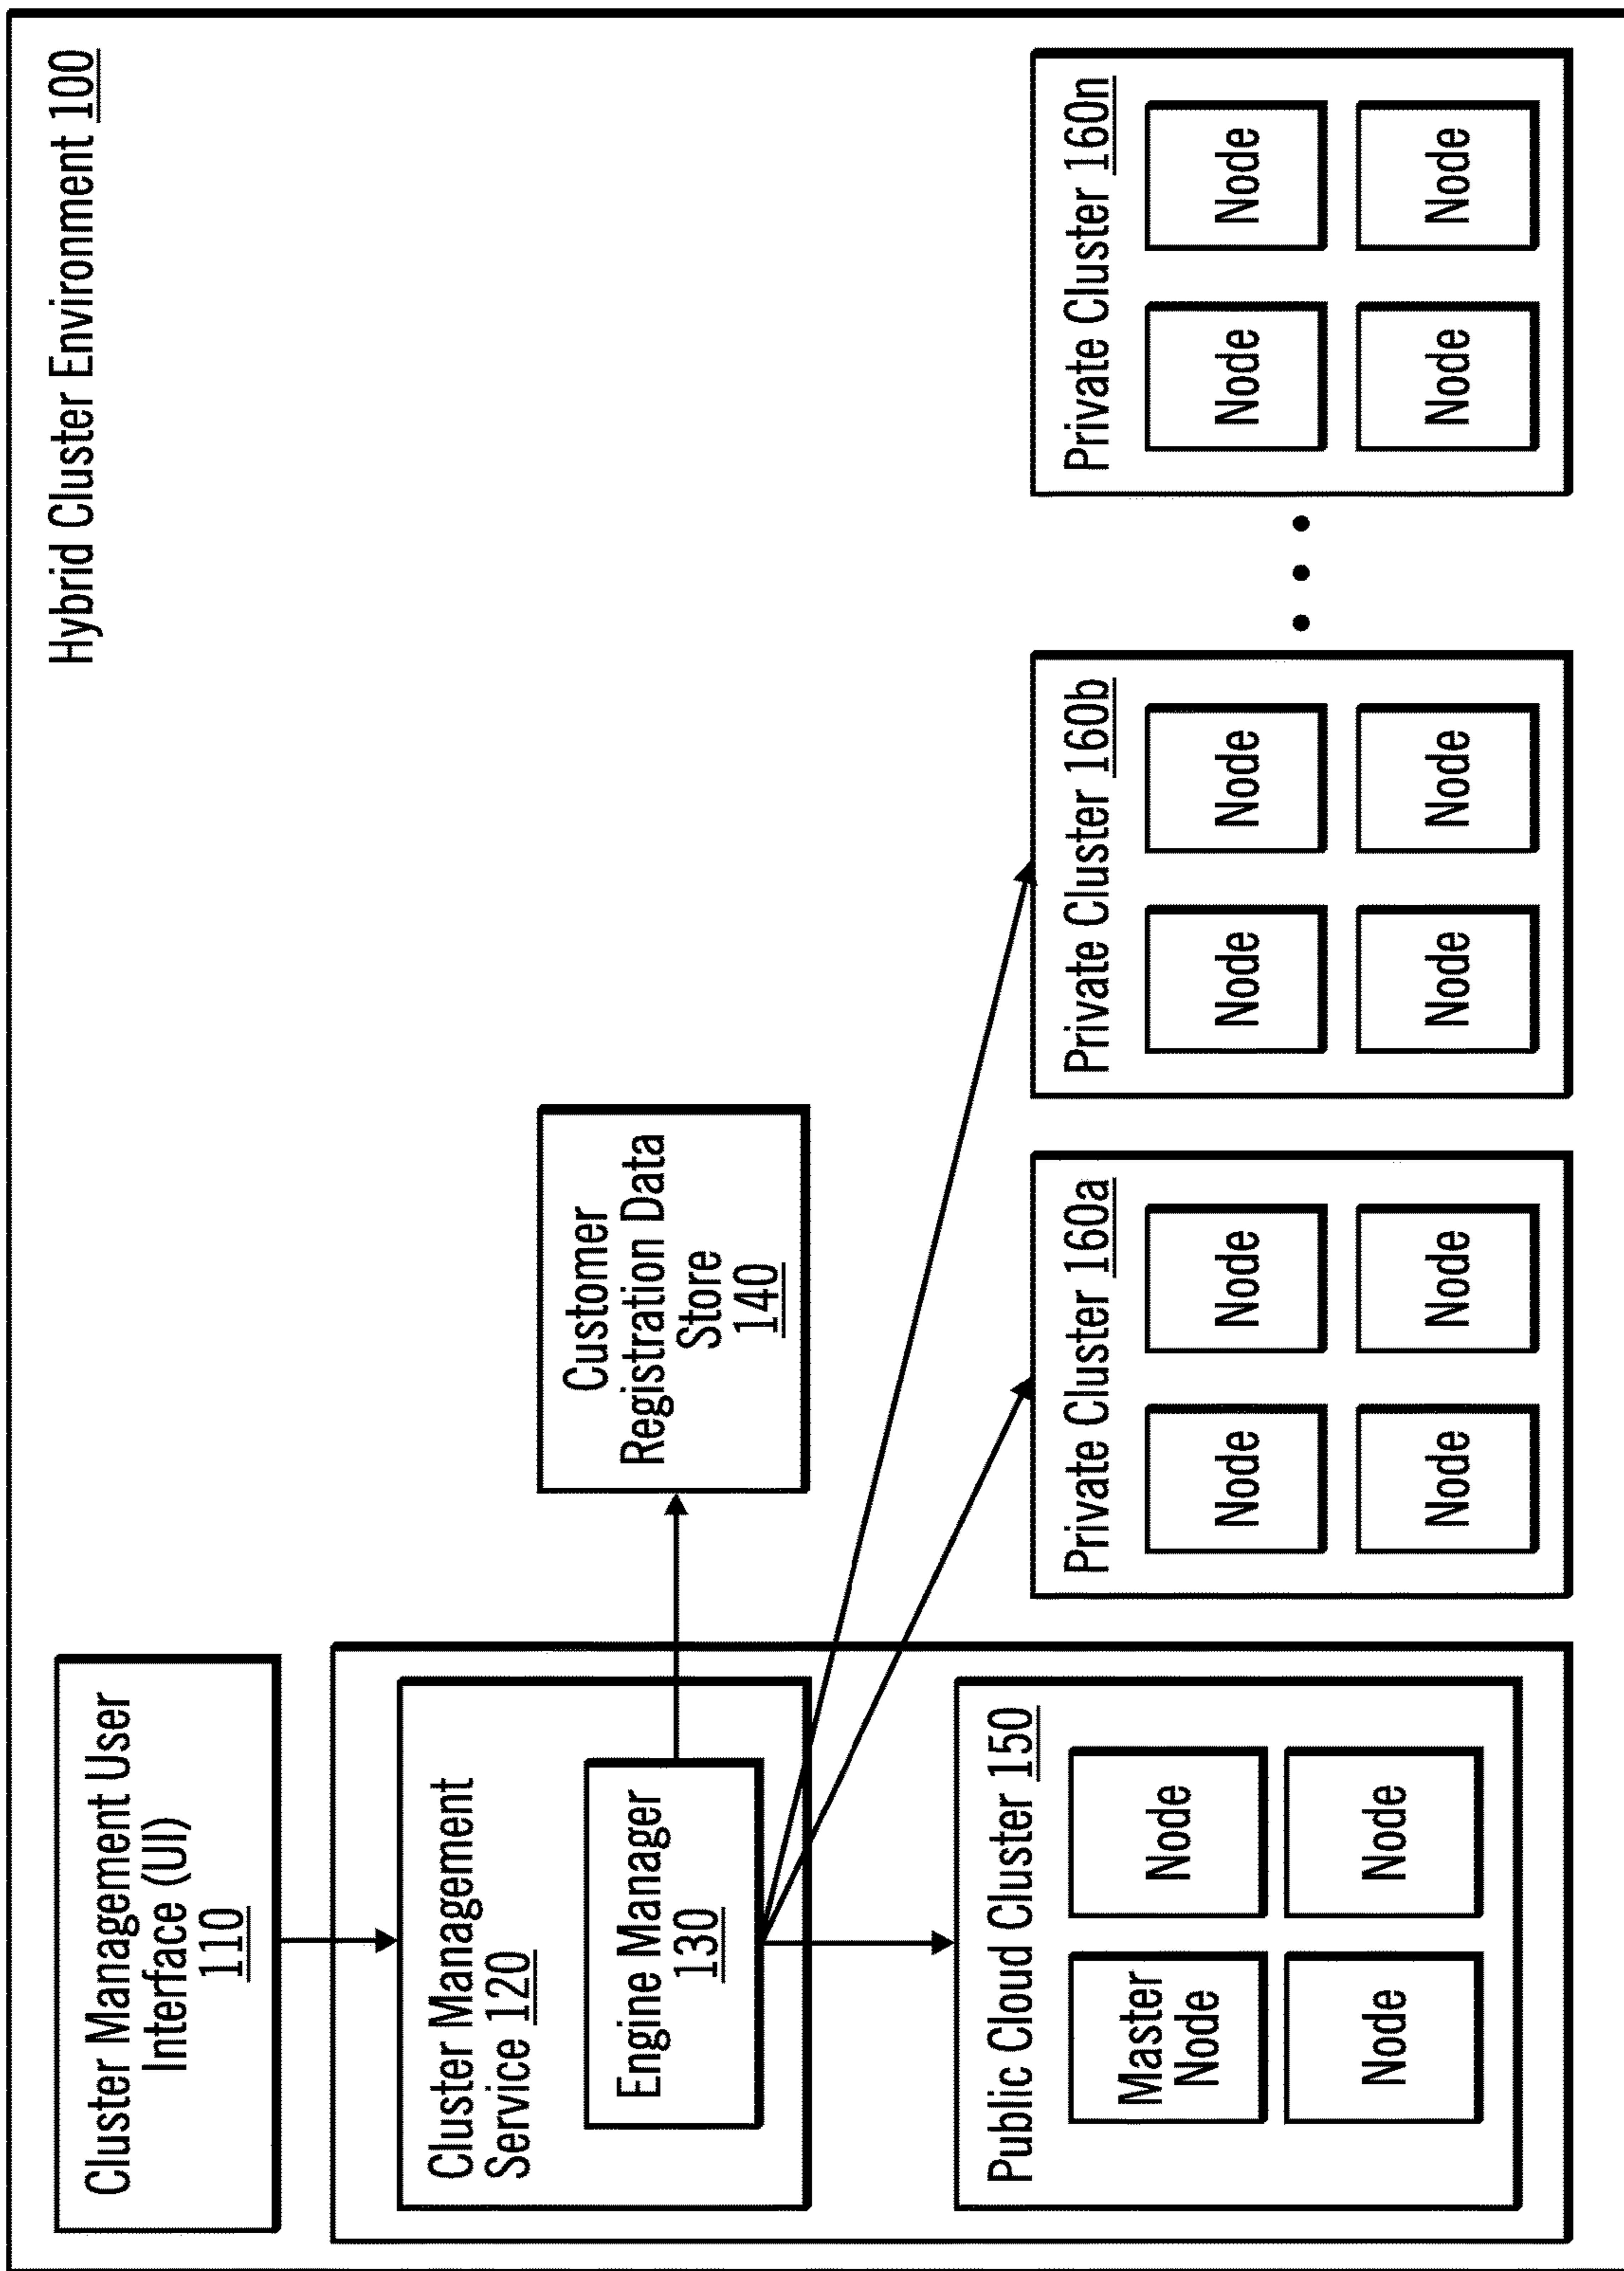 Hybrid Cluster Environment 100
Cluster Management User
Interface (UI)
110
Cluster Management
Service 120
Engine Manager
130
Customer
Registration Data
Store
140
Public Cloud Cluster 150
Master
Node
Node
Node
Node
Private Cluster 160a
Node
Node
Node
Node
Private Cluster 160b
Node
Node
Node
Node
Private Cluster 160n
Node
Node
Node
Node